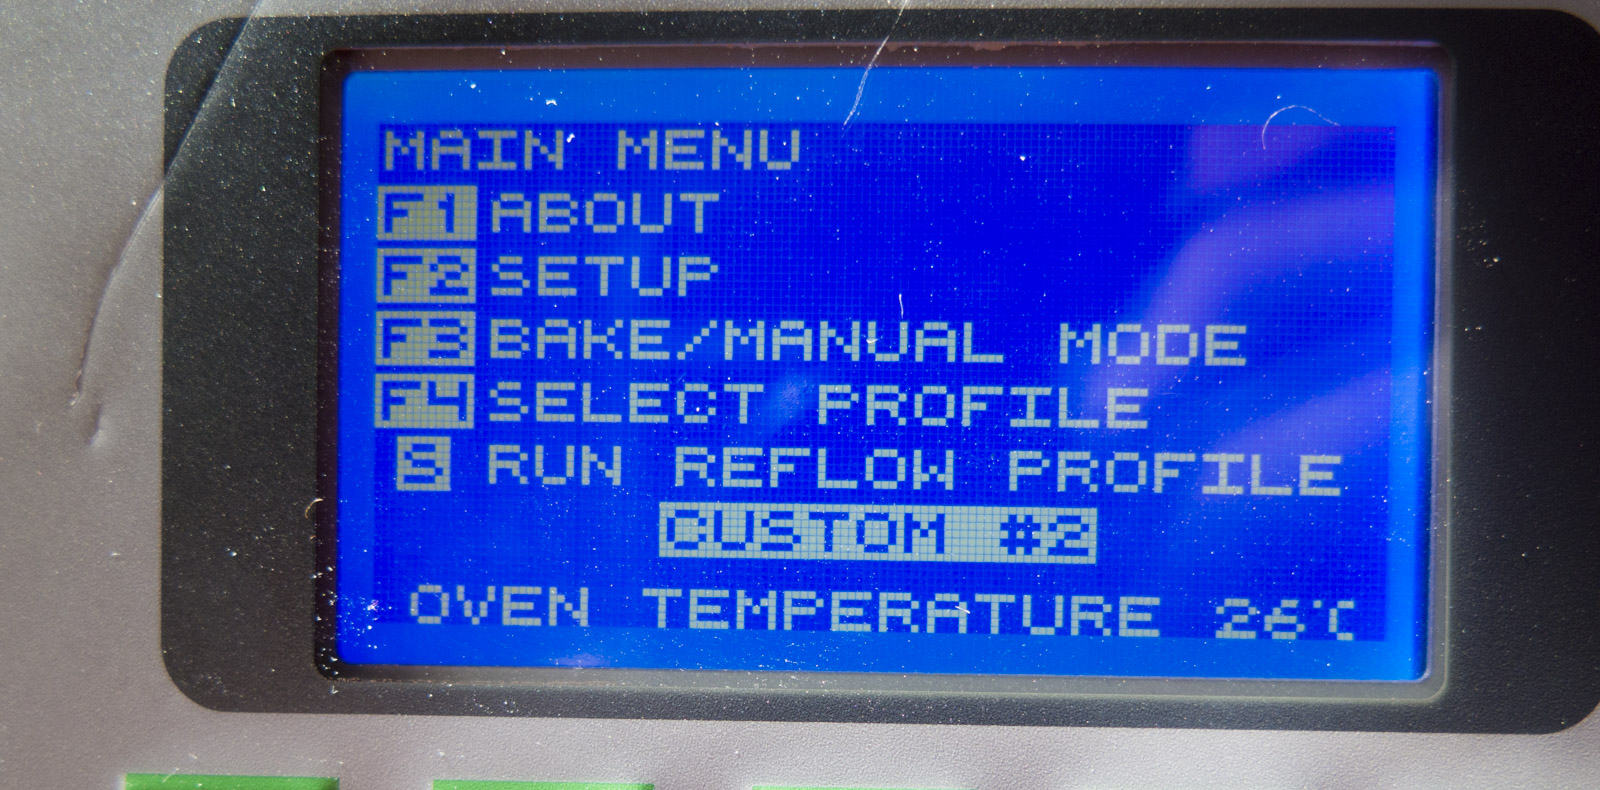 MAIN MENU
F1 ABOUT
F2 SETUP
F3 BAKE/MANUAL MODE
F4 SELECT PROFILE
S RUN REFLOW PROFILE
CUSTOM #2
OVEN TEMPERATURE 26℃